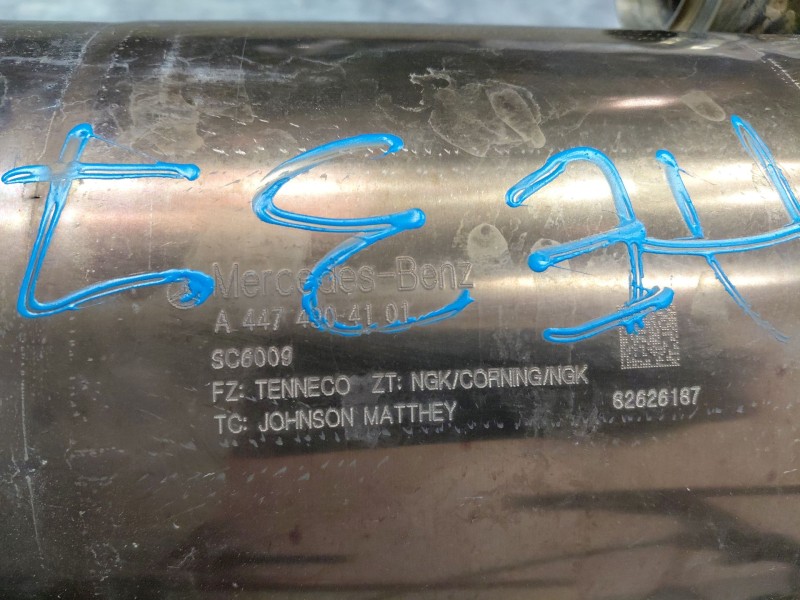 Mercedes-Benz
A 447 490 41 01
SC6009
FZ: TENNECO ZT: NGK/CORNING/NGK
TC: JOHNSON MATTHEY
62626187